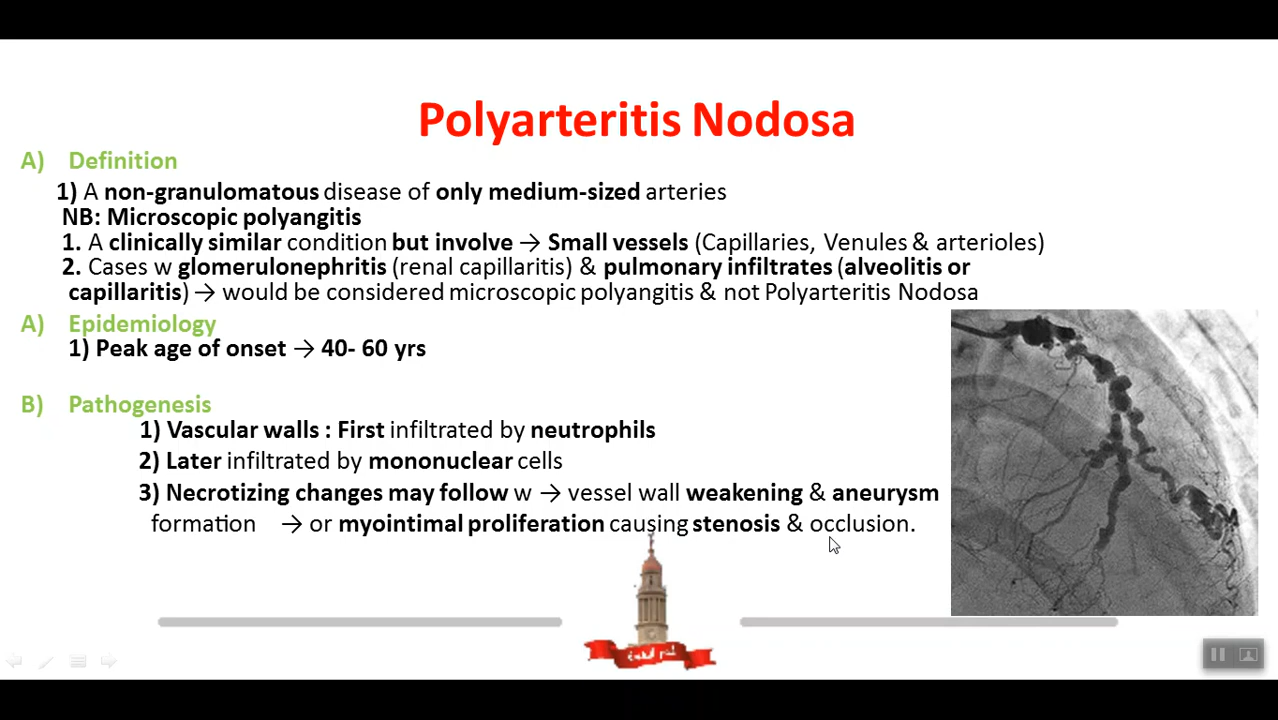 Polyarteritis Nodosa
A) Definition
1) A non-granulomatous disease of only medium-sized arteries
NB: Microscopic polyangitis
1. A clinically similar condition but involve → Small vessels (Capillaries, Venules & arterioles)
2. Cases w glomerulonephritis (renal capillaritis) & pulmonary infiltrates (alveolitis or
capillaritis) → would be considered microscopic polyangitis & not Polyarteritis Nodosa
A) Epidemiology
1) Peak age of onset → 40- 60 yrs
B) Pathogenesis
1) Vascular walls : First infiltrated by neutrophils
2) Later infiltrated by mononuclear cells
3) Necrotizing changes may follow w → vessel wall weakening & aneurysm
formation → or myointimal proliferation causing stenosis & occlusion.